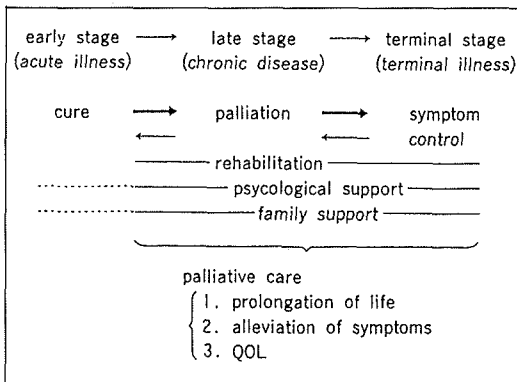 early stage → late stage → terminal stage
(acute illness) (chronic disease) (terminal illness)
cure → palliation → symptom
← ← control
rehabilitation
psycological support
family support
palliative care
1. prolongation of life
2. alleviation of symptoms
3. QOL